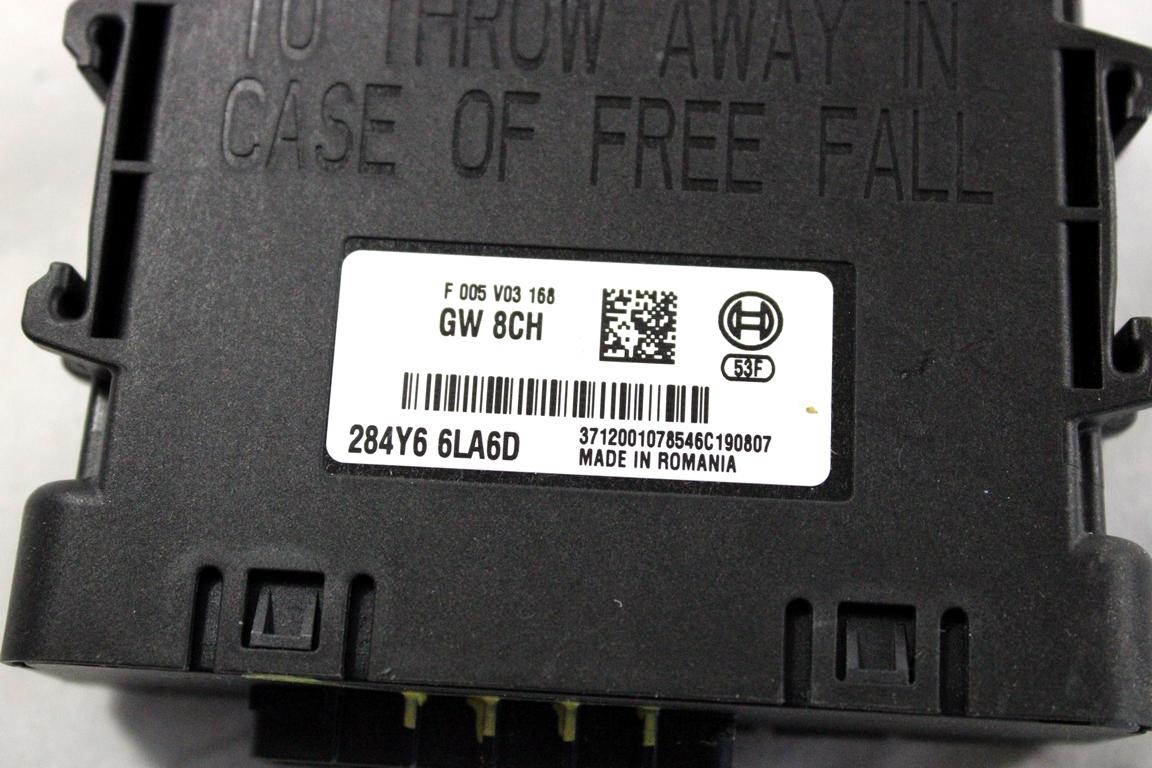 TO THROW AWAY IN
CASE OF FREE FALL
F 005 V03 168
GW 8CH
53F
284Y6 6LA6D
3712001078546C190807
MADE IN ROMANIA